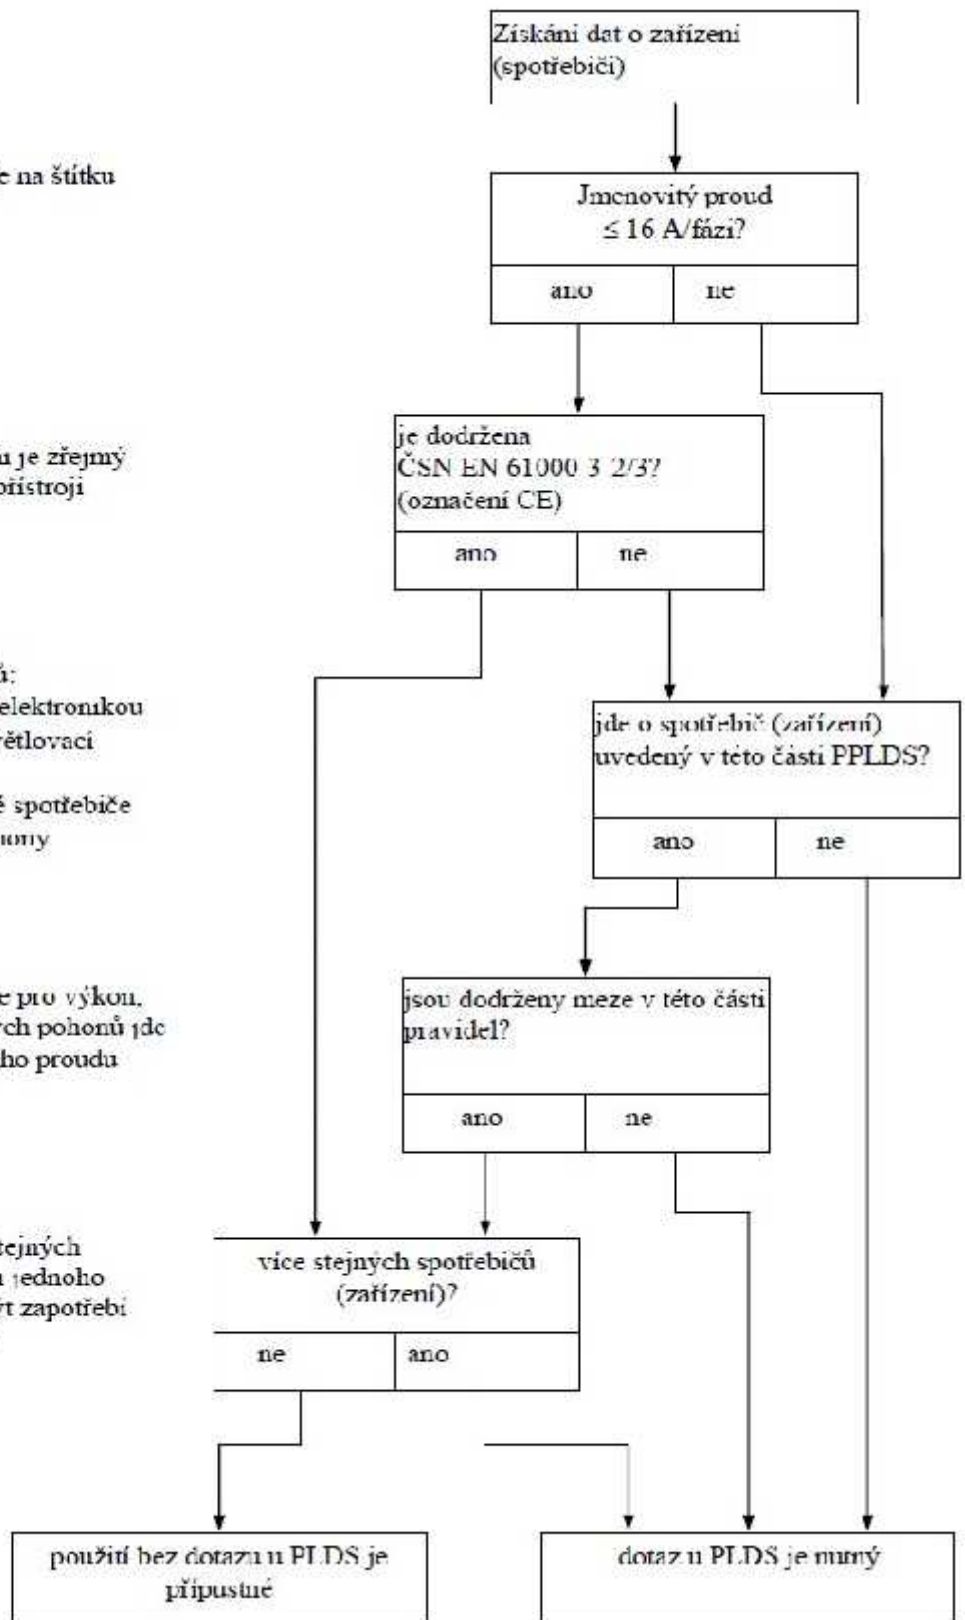 Získání dat o zařízení
(spotřebiči)
e na štítku
Jmenovitý proud
≤ 16 A/fázi?
ano ne
je dodržena
ČSN EN 61000 3 2/3?
(označení CE)
ano ne
u je zřejmý
přístroji
ů:
elektronikou
větlovací
é spotřebiče
hony
jde o spotřebič (zařízení)
uvedený v této části PPLDS?
ano ne
e pro výkon,
ých pohonů jde
ho proudu
jsou dodrženy meze v této části
pravidel?
ano ne
tejných
u jednoho
ýt zapotřebí
více stejných spotřebičů
(zařízení)?
ne ano
použití bez dotazu u PLDS je
přípustné
dotaz u PLDS je nutný